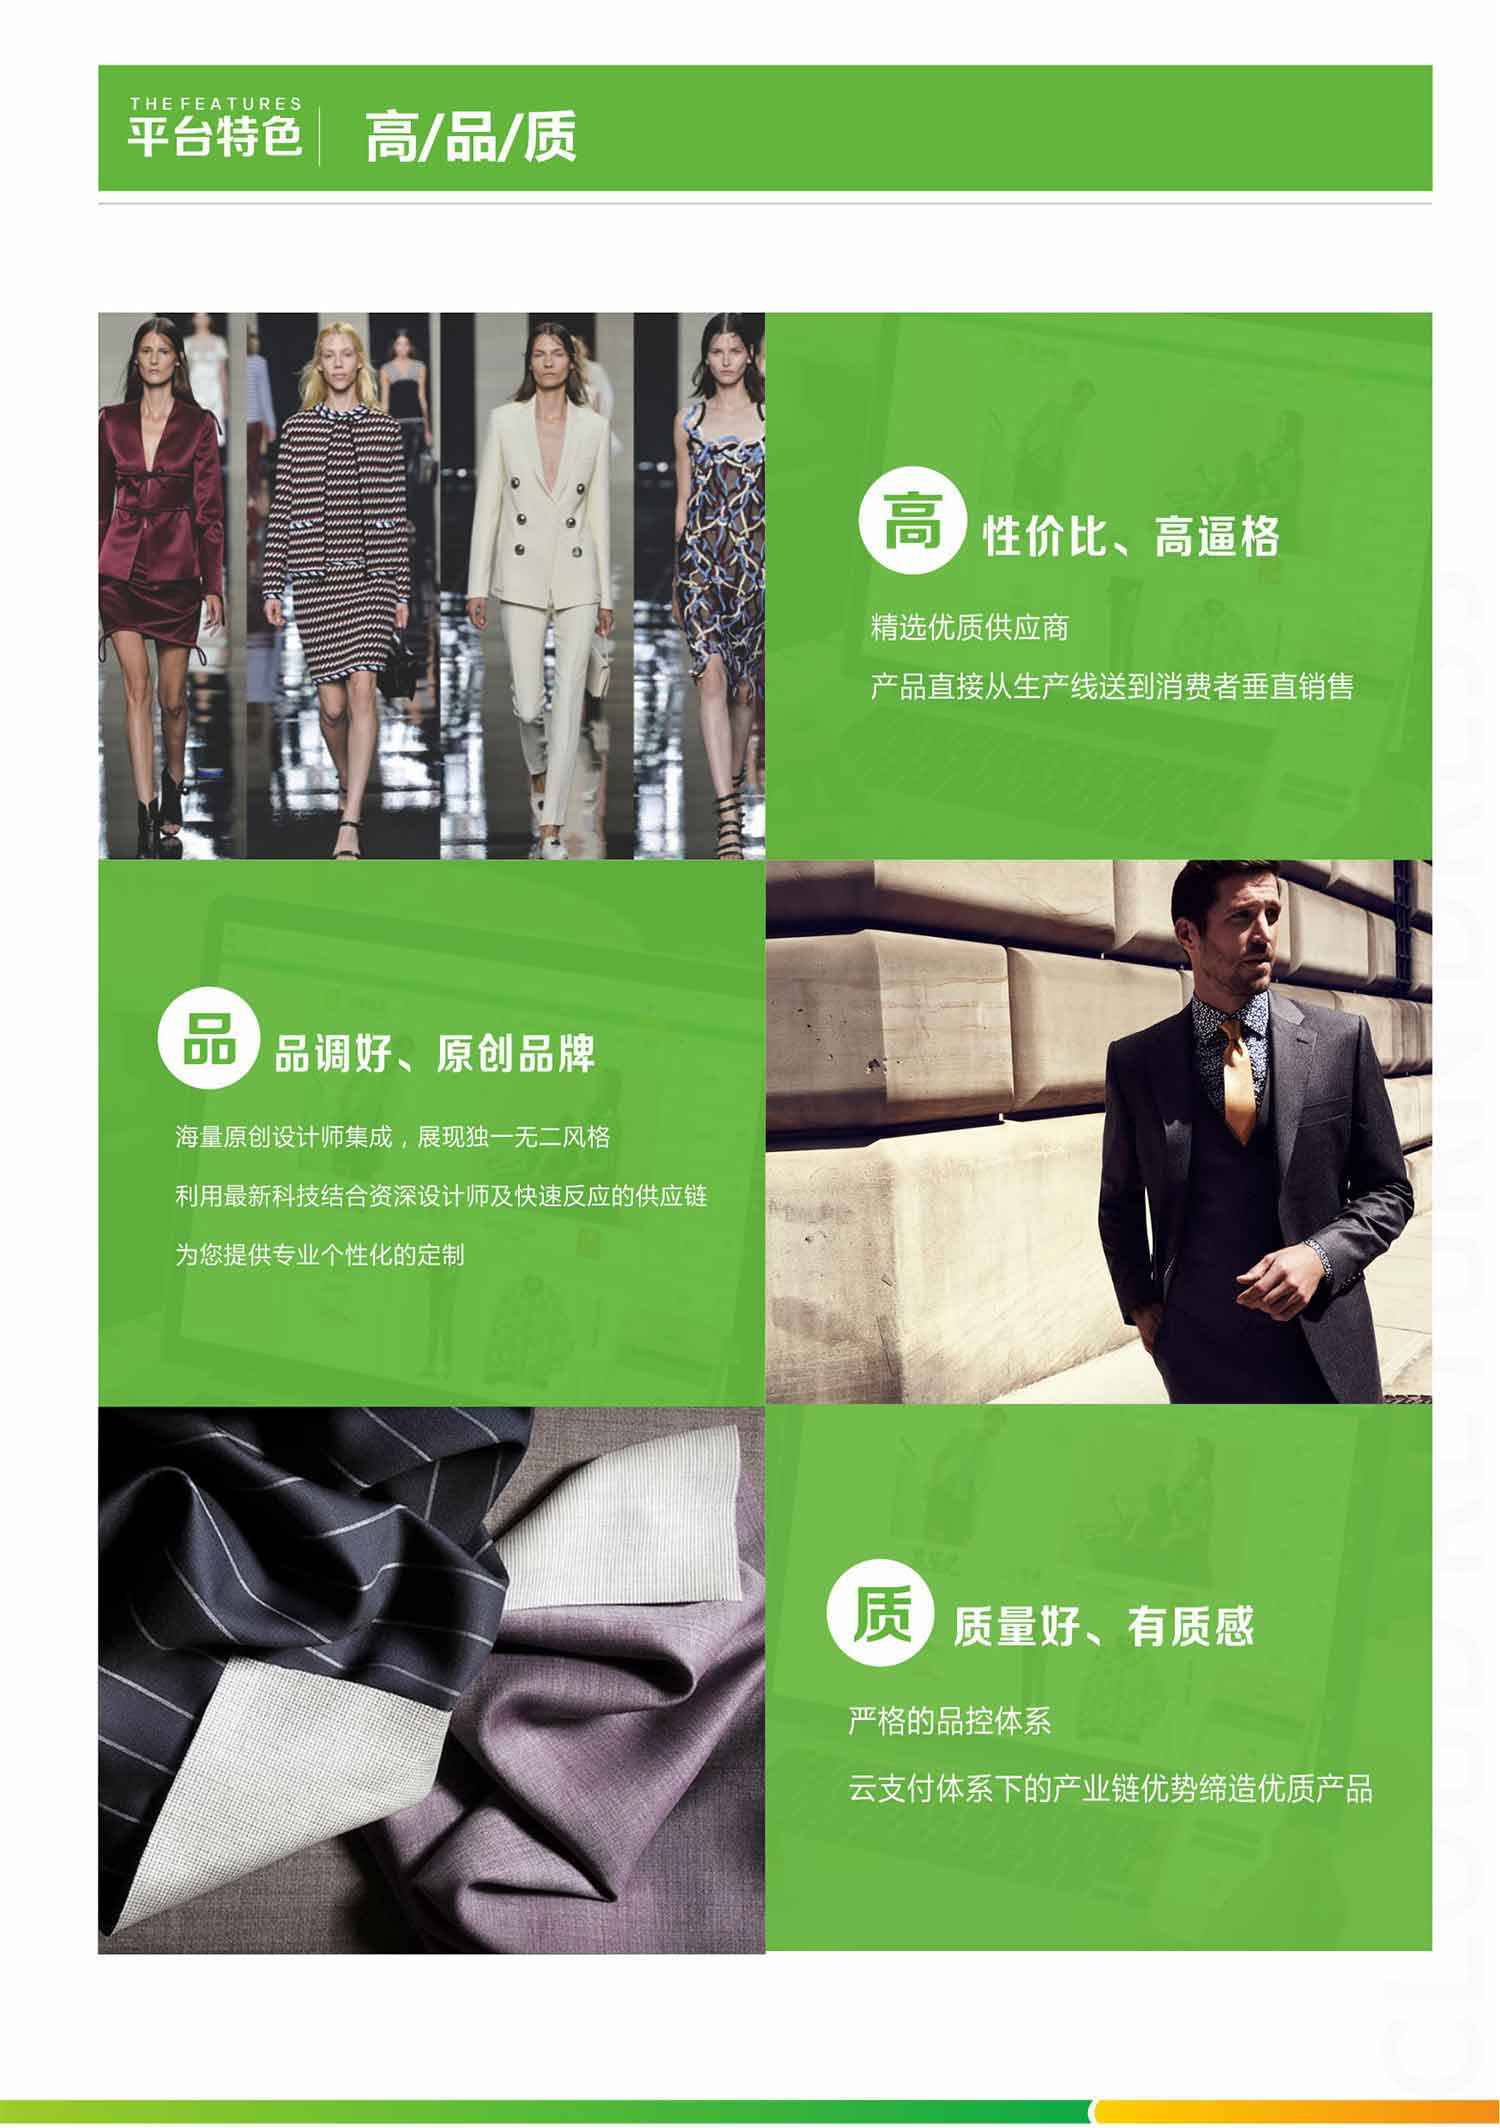 THE FEATURES
平台特色
高/品/质
高 性价比、高逼格
精选优质供应商
产品直接从生产线送到消费者垂直销售
品 品调好、原创品牌
海量原创设计师集成，展现独一无二风格
利用最新科技结合资深设计师及快速反应的供应链
为您提供专业个性化的定制
质 质量好、有质感
严格的品控体系
云支付体系下的产业链优势缔造优质产品